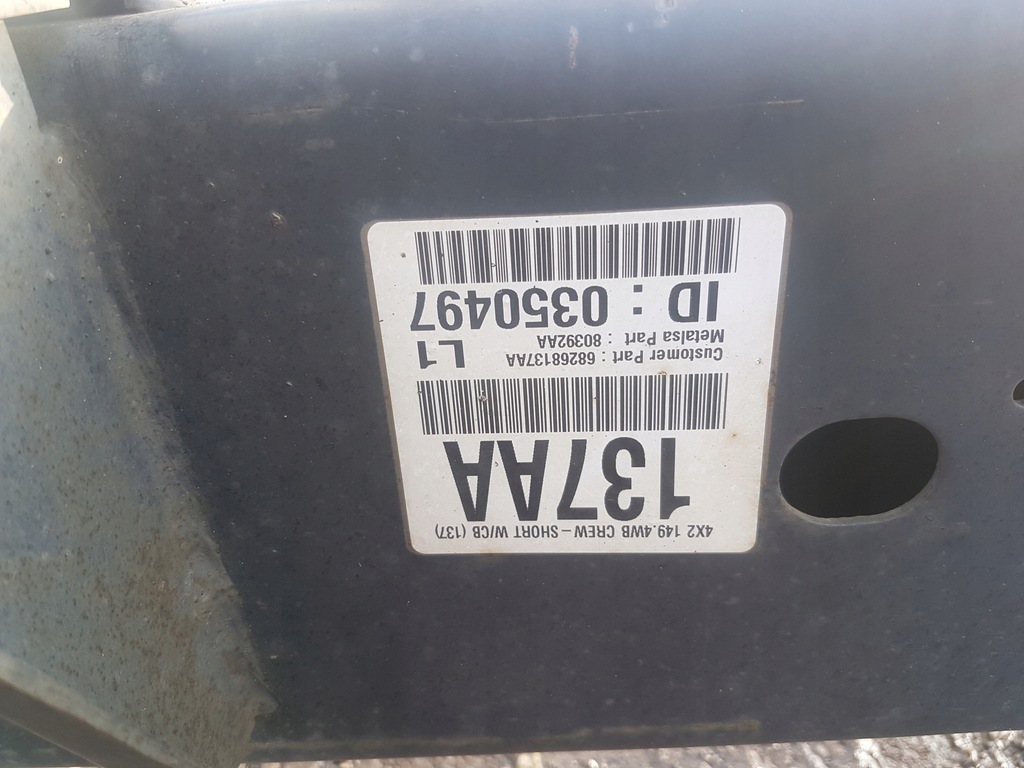 4X2 149.4WB CREW-SHORT W/CB (137)
137AA
Customer Part : 68268137AA
Metalsa Part : 80392AA
L1
ID : 0350497